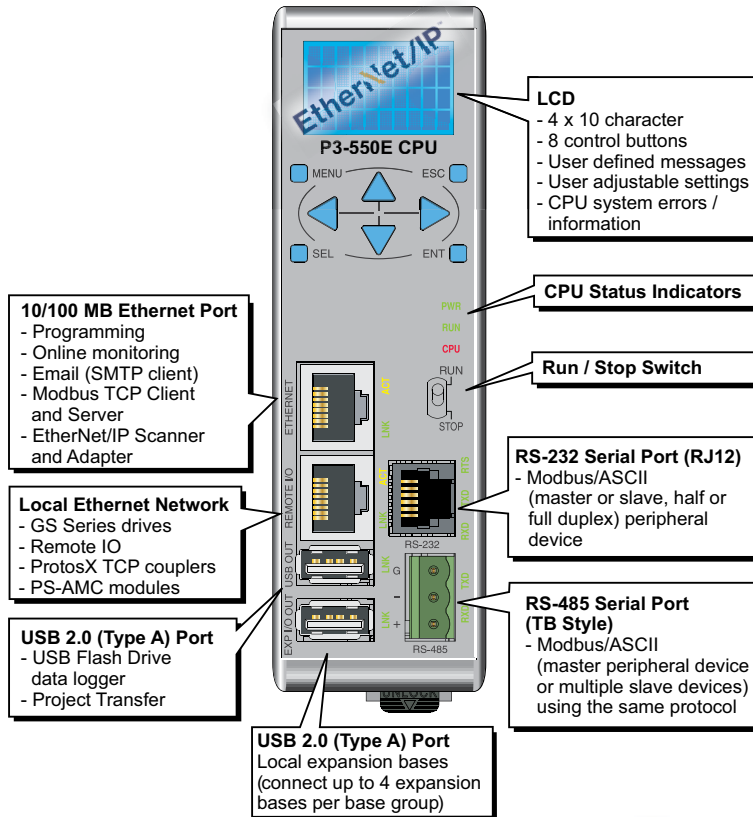 EtherNet/IP
P3-550E CPU
MENU
ESC
SEL
ENT
PWR
RUN
CPU
RUN
STOP
ETHERNET
ACT
LNK
REMOTE I/O
ACT
LNK
RS-232
RTS
TXD
RXD
USB OUT
LNK
EXP I/O OUT
LNK
G
-
+
RS-485
TXD
RXD
UNLOCK
LCD
- 4 x 10 character
- 8 control buttons
- User defined messages
- User adjustable settings
- CPU system errors /
information
CPU Status Indicators
Run / Stop Switch
RS-232 Serial Port (RJ12)
- Modbus/ASCII
(master or slave, half or
full duplex) peripheral
device
RS-485 Serial Port
(TB Style)
- Modbus/ASCII
(master peripheral device
or multiple slave devices)
using the same protocol
10/100 MB Ethernet Port
- Programming
- Online monitoring
- Email (SMTP client)
- Modbus TCP Client
and Server
- EtherNet/IP Scanner
and Adapter
Local Ethernet Network
- GS Series drives
- Remote IO
- ProtosX TCP couplers
- PS-AMC modules
USB 2.0 (Type A) Port
- USB Flash Drive
data logger
- Project Transfer
USB 2.0 (Type A) Port
Local expansion bases
(connect up to 4 expansion
bases per base group)